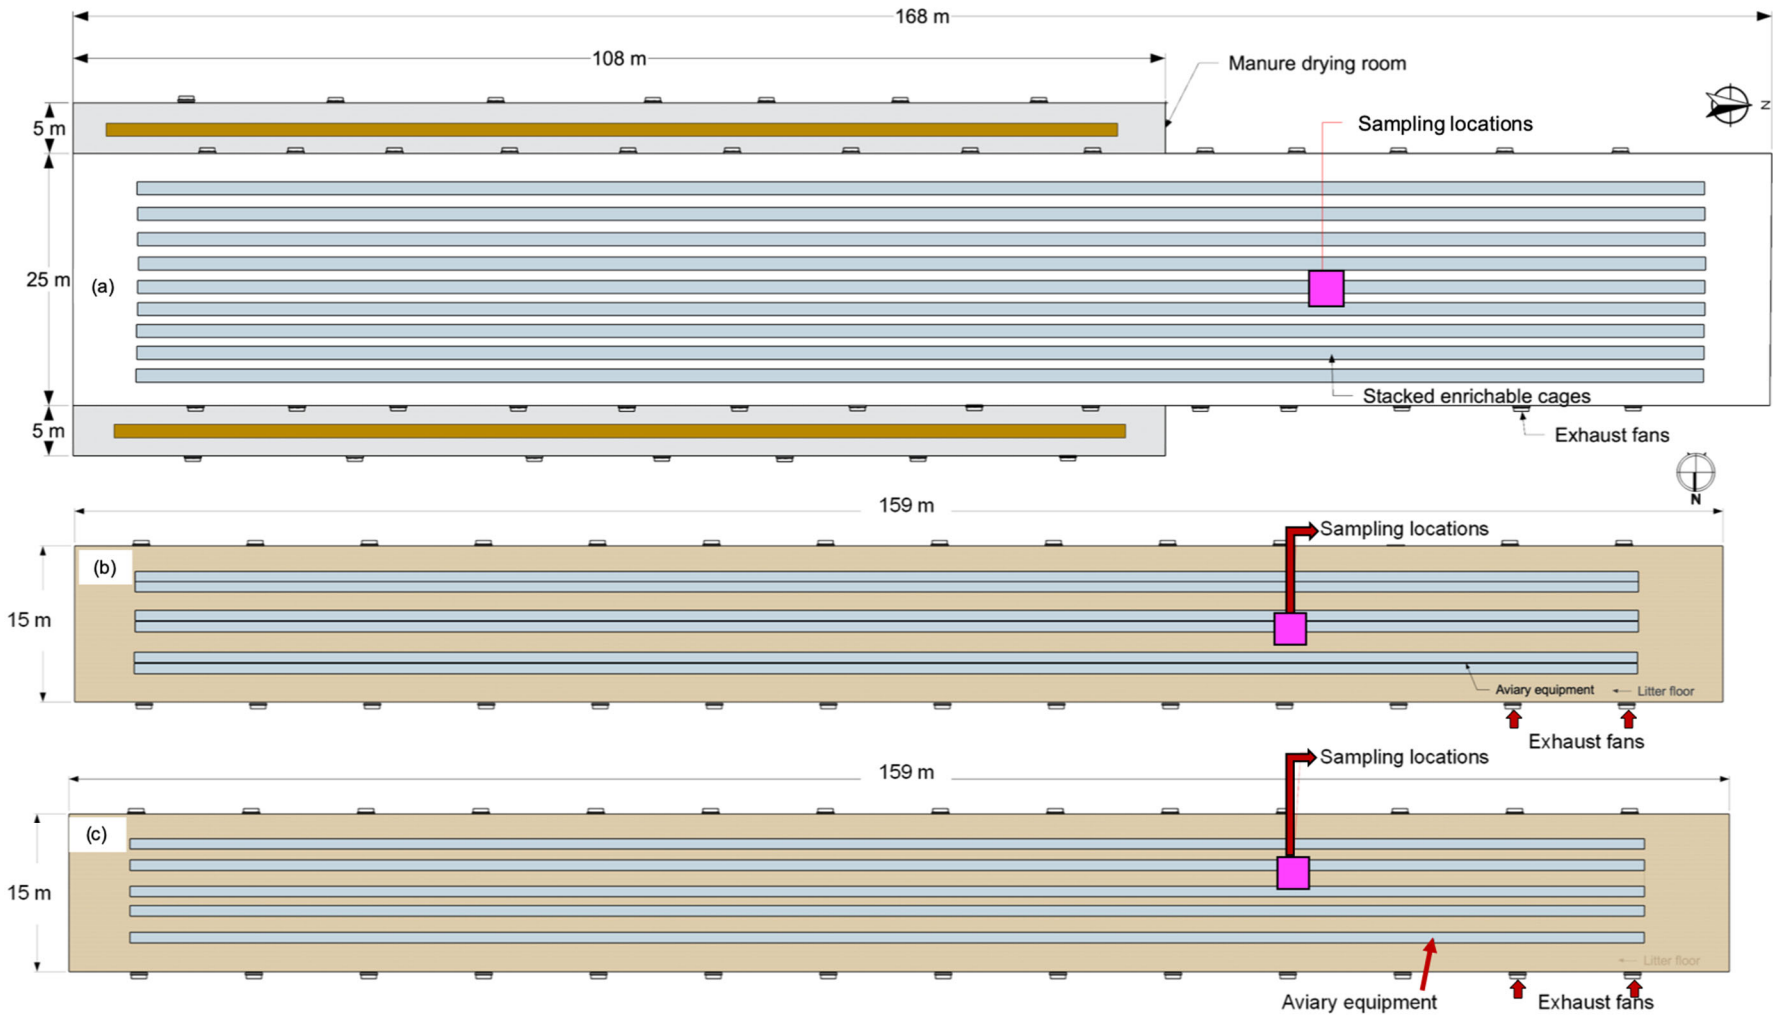 168 m
108 m
Manure drying room
5 m
Sampling locations
N
25 m
(a)
Stacked enrichable cages
5 m
Exhaust fans
N
159 m
Sampling locations
(b)
15 m
Aviary equipment
Litter floor
Exhaust fans
Sampling locations
159 m
(c)
15 m
Litter floor
Aviary equipment
Exhaust fans